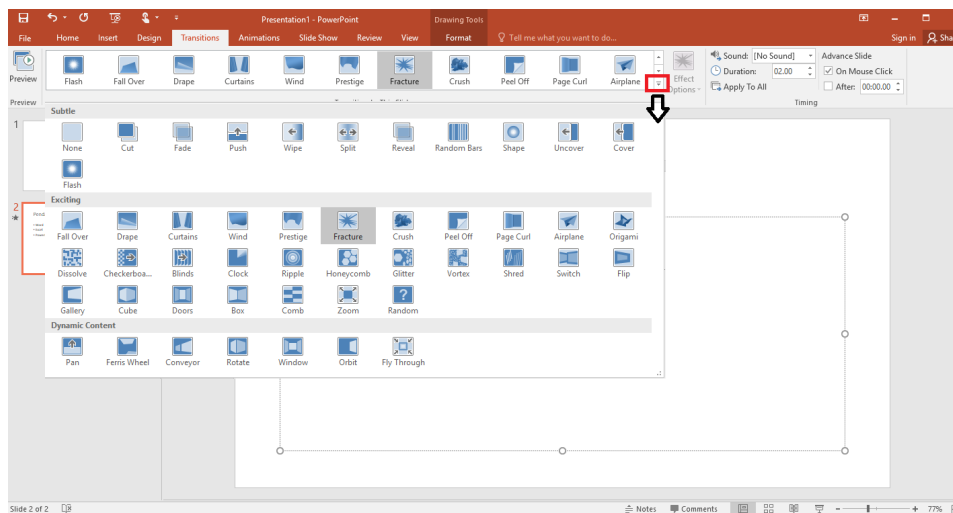 Presentation1 - PowerPoint
Drawing Tools
File Home Insert Design Transitions Animations Slide Show Review View Format Tell me what you want to do... Sign in Sha
Preview
Flash Fall Over Drape Curtains Wind Prestige Fracture Crush Peel Off Page Curl Airplane
Effect
Options
Sound: [No Sound]
Duration: 02.00
Apply To All
Advance Slide
On Mouse Click
After: 00:00.00
Preview
Timing
Subtle
None Cut Fade Push Wipe Split Reveal Random Bars Shape Uncover Cover
Flash
Exciting
Fall Over Drape Curtains Wind Prestige Fracture Crush Peel Off Page Curl Airplane Origami
Dissolve Checkerboa... Blinds Clock Ripple Honeycomb Glitter Vortex Shred Switch Flip
Gallery Cube Doors Box Comb Zoom Random
Dynamic Content
Pan Ferris Wheel Conveyor Rotate Window Orbit Fly Through
1
2
Slide 2 of 2
Notes Comments 77%